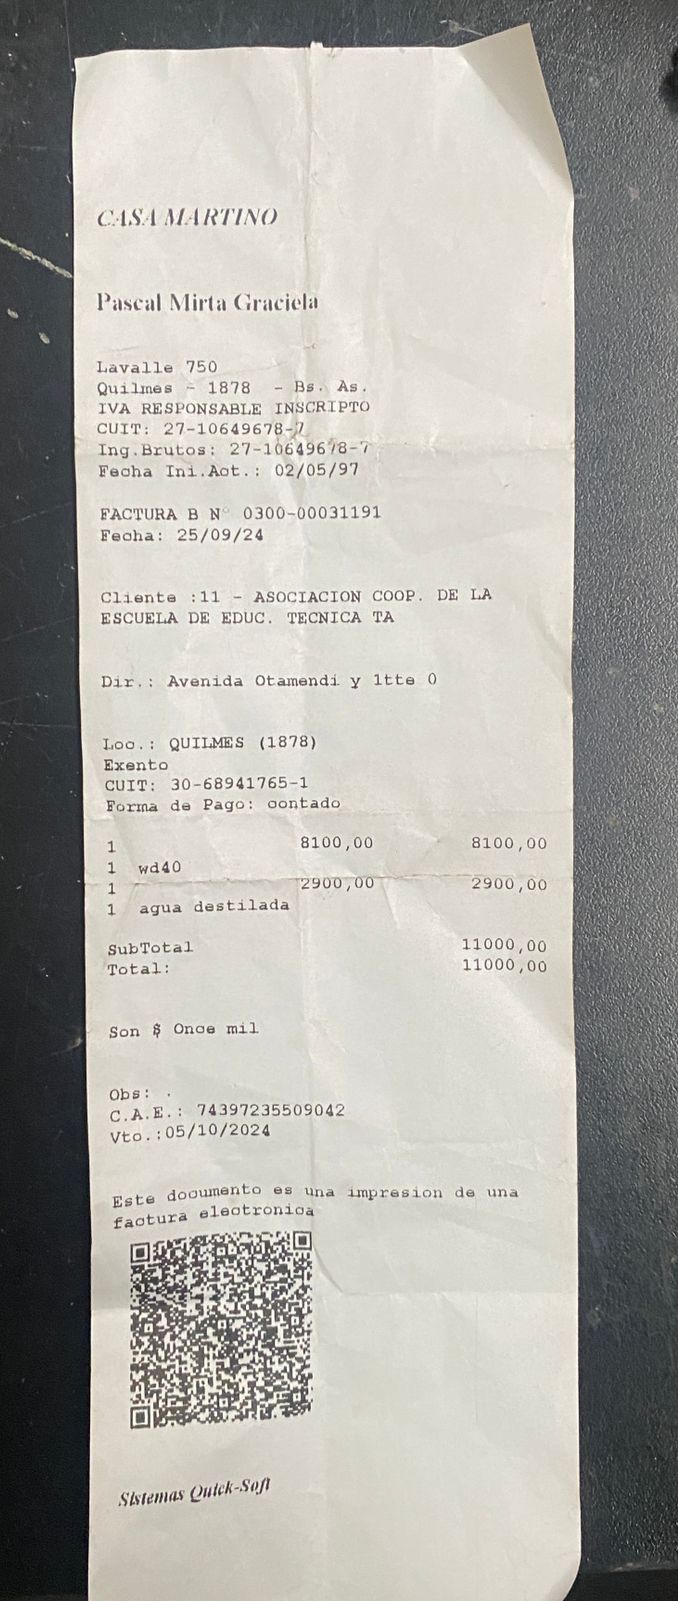 CASA MARTINO
Pascal Mirta Graciela
Lavalle 750
Quilmes - 1878 - Bs. As.
IVA RESPONSABLE INSCRIPTO
CUIT: 27-10649678-7
Ing.Brutos: 27-10649678-7
Fecha Ini.Act.: 02/05/97
FACTURA B N° 0300-00031191
Fecha: 25/09/24
Cliente :11 - ASOCIACION COOP. DE LA
ESCUELA DE EDUC. TECNICA TA
Dir.: Avenida Otamendi y 1tte 0
Loc.: QUILMES (1878)
Exento
CUIT: 30-68941765-1
Forma de Pago: contado
1 8100,00 8100,00
1 wd40
1 2900,00 2900,00
1 agua destilada
SubTotal 11000,00
Total: 11000,00
Son $ Once mil
Obs: .
C.A.E.: 74397235509042
Vto.:05/10/2024
Este documento es una impresion de una
factura electronica
Sistemas Quick-Soft